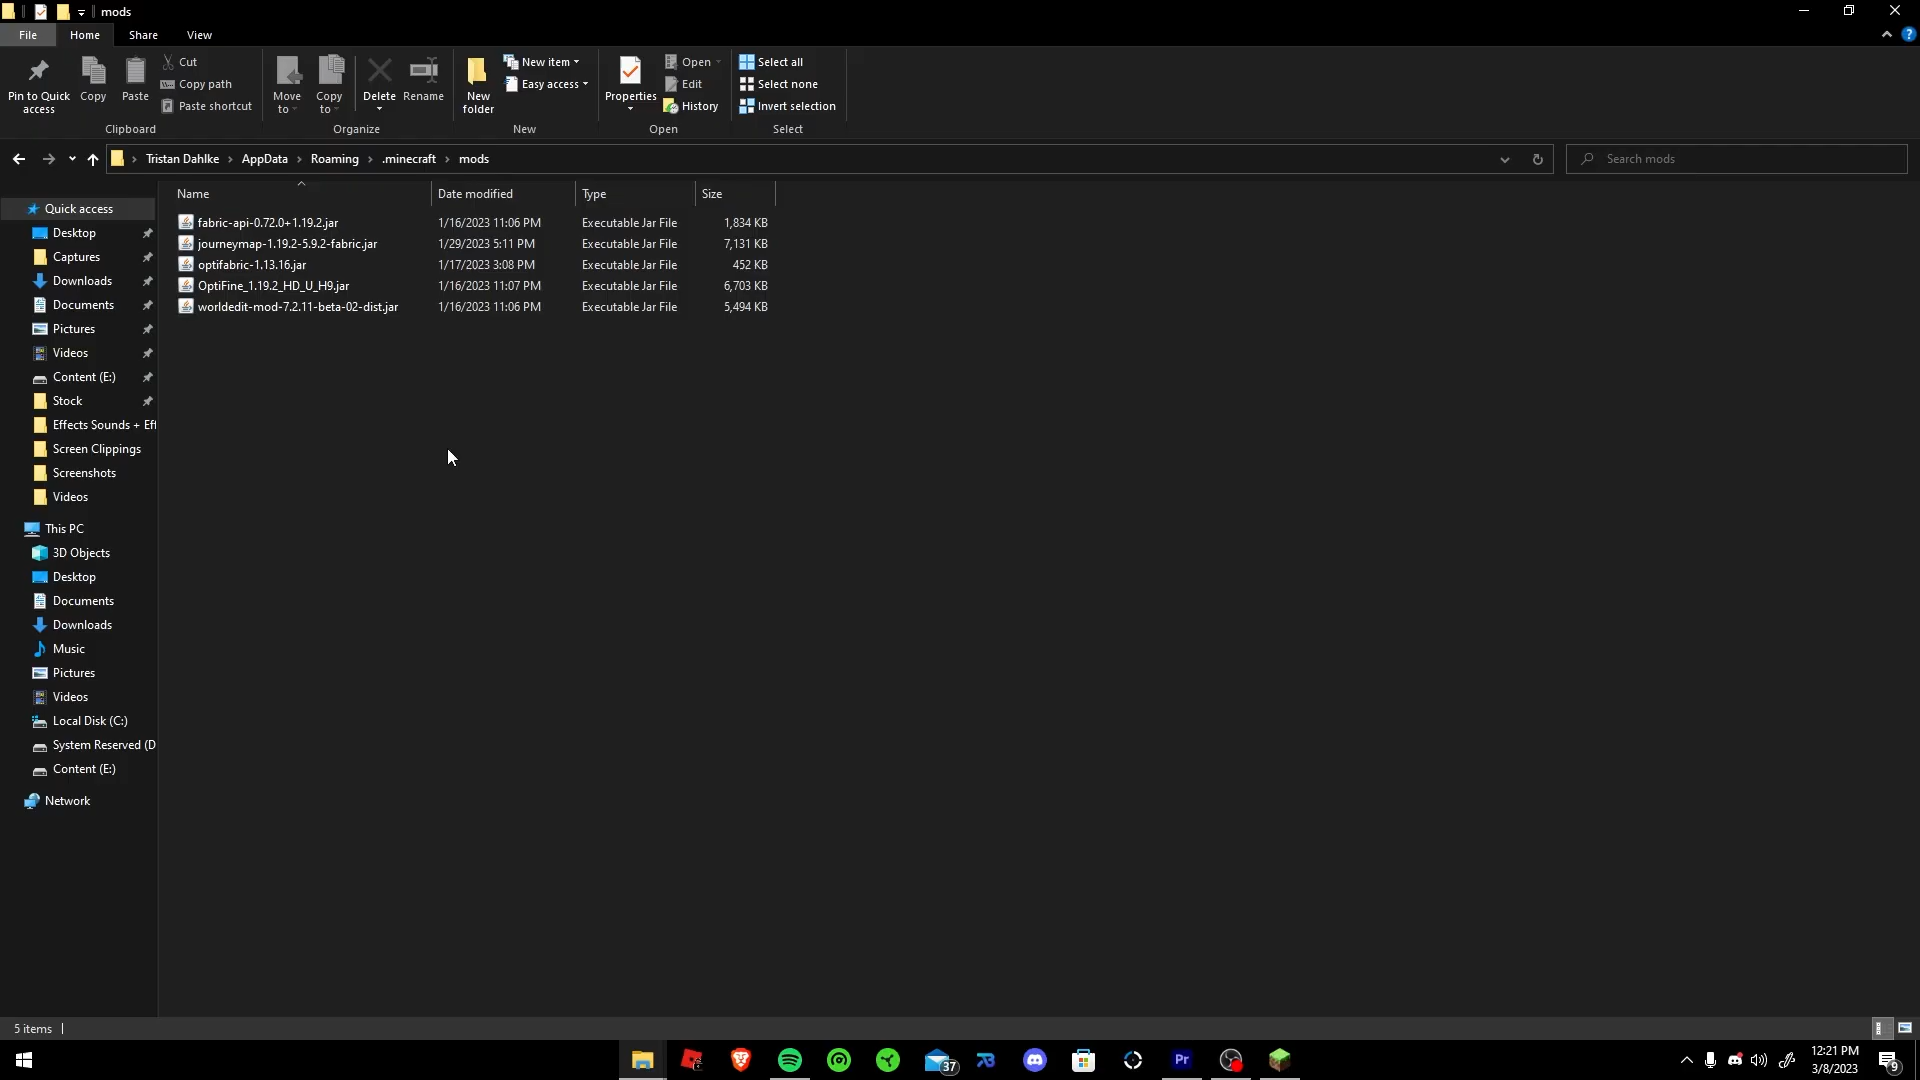 mods
File Home Share View
Pin to Quick access
Copy
Paste
Cut
Copy path
Paste shortcut
Clipboard
Move to
Copy to
Delete
Rename
Organize
New folder
New item
Easy access
New
Properties
Open
Edit
History
Open
Select all
Select none
Invert selection
Select
Tristan Dahlke › AppData › Roaming › .minecraft › mods
Search mods
Quick access
Desktop
Captures
Downloads
Documents
Pictures
Videos
Content (E:)
Stock
Effects Sounds + Eff
Screen Clippings
Screenshots
Videos
This PC
3D Objects
Desktop
Documents
Downloads
Music
Pictures
Videos
Local Disk (C:)
System Reserved (D
Content (E:)
Network
Name Date modified Type Size
fabric-api-0.72.0+1.19.2.jar 1/16/2023 11:06 PM Executable Jar File 1,834 KB
journeymap-1.19.2-5.9.2-fabric.jar 1/29/2023 5:11 PM Executable Jar File 7,131 KB
optifabric-1.13.16.jar 1/17/2023 3:08 PM Executable Jar File 452 KB
OptiFine_1.19.2_HD_U_H9.jar 1/16/2023 11:07 PM Executable Jar File 6,703 KB
worldedit-mod-7.2.11-beta-02-dist.jar 1/16/2023 11:06 PM Executable Jar File 5,494 KB
5 items
37
Pr
12:21 PM
3/8/2023
9